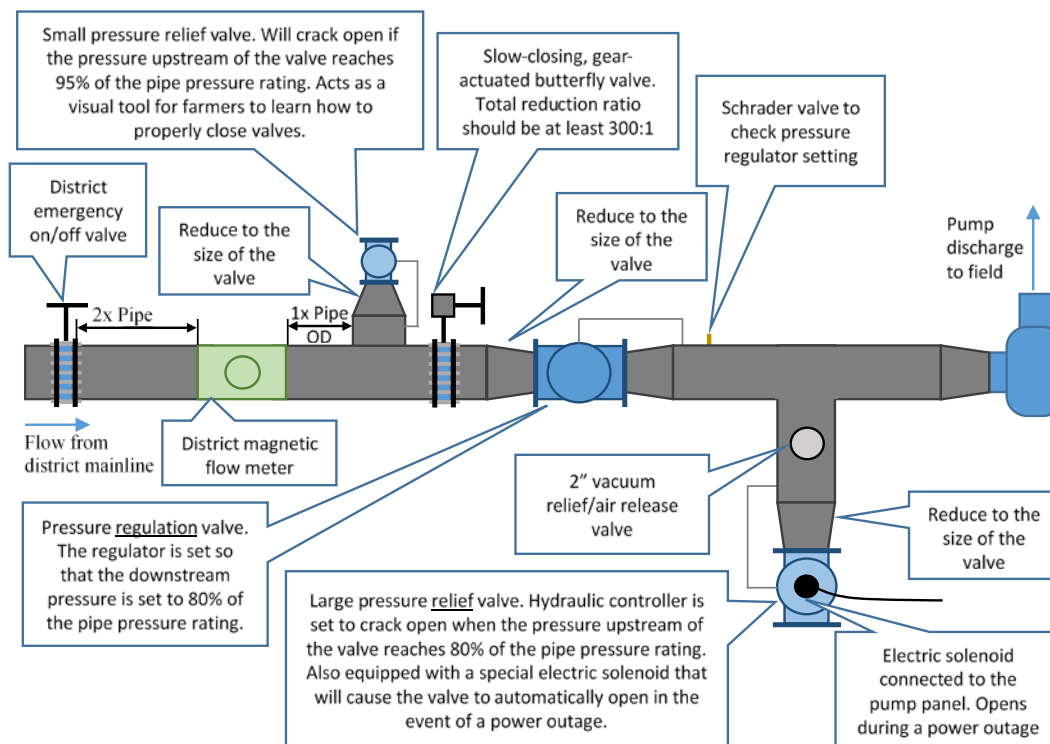 Small pressure relief valve. Will crack open if
the pressure upstream of the valve reaches
95% of the pipe pressure rating. Acts as a
visual tool for farmers to learn how to
properly close valves.
Slow-closing, gear-
actuated butterfly valve.
Total reduction ratio
should be at least 300:1
Schrader valve to
check pressure
regulator setting
District
emergency
on/off valve
Reduce to the
size of the
valve
Reduce to the
size of the
valve
Pump
discharge
to field
2x Pipe
1x Pipe
OD
Flow from
district mainline
District magnetic
flow meter
2” vacuum
relief/air release
valve
Reduce to the
size of the
valve
Pressure regulation valve.
The regulator is set so
that the downstream
pressure is set to 80% of
the pipe pressure rating.
Large pressure relief valve. Hydraulic controller is
set to crack open when the pressure upstream of
the valve reaches 80% of the pipe pressure rating.
Also equipped with a special electric solenoid that
will cause the valve to automatically open in the
event of a power outage.
Electric solenoid
connected to the
pump panel. Opens
during a power outage